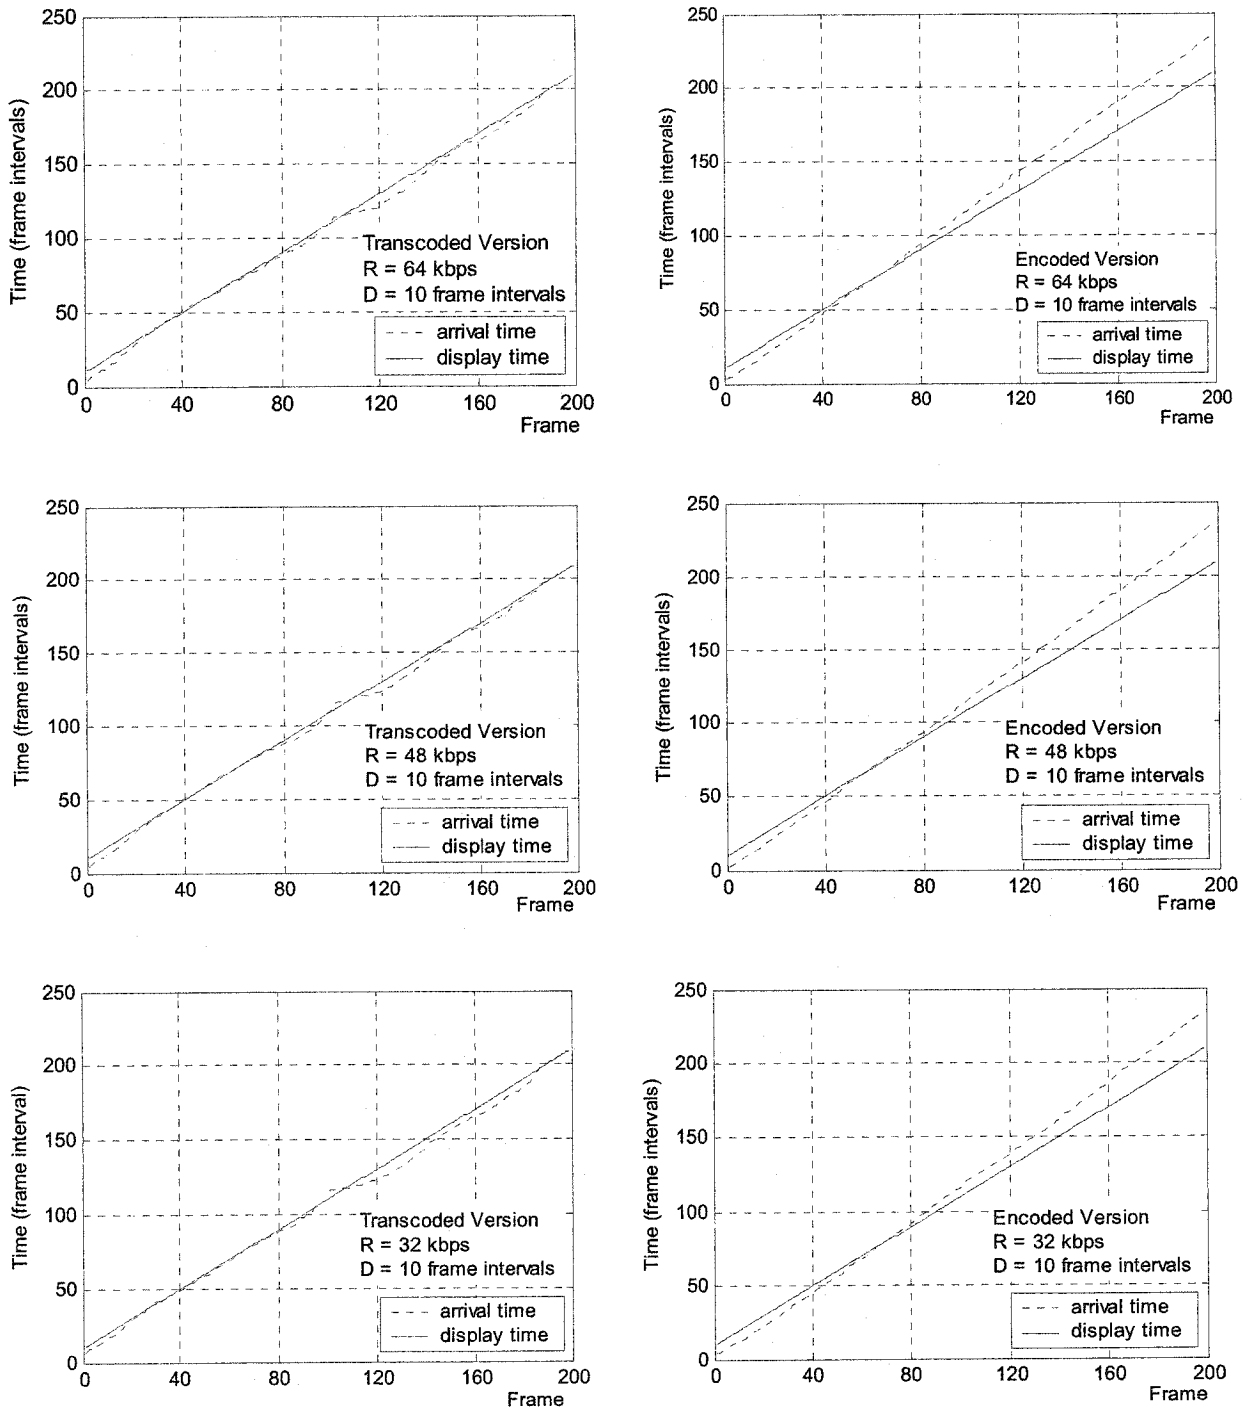 250
200
150
100
50
0
Time (frame intervals)
Transcoded Version
R = 64 kbps
D = 10 frame intervals
arrival time
display time
0 40 80 120 160 200
Frame
250
200
150
100
50
0
Time (frame intervals)
Encoded Version
R = 64 kbps
D = 10 frame intervals
arrival time
display time
0 40 80 120 160 200
Frame
250
200
150
100
50
0
Time (frame intervals)
Transcoded Version
R = 48 kbps
D = 10 frame intervals
arrival time
display time
0 40 80 120 160 200
Frame
250
200
150
100
50
0
Time (frame intervals)
Encoded Version
R = 48 kbps
D = 10 frame intervals
arrival time
display time
0 40 80 120 160 200
Frame
250
200
150
100
50
0
Time (frame interval)
Transcoded Version
R = 32 kbps
D = 10 frame intervals
arrival time
display time
0 40 80 120 160 200
Frame
250
200
150
100
50
0
Time (frame intervals)
Encoded Version
R = 32 kbps
D = 10 frame intervals
arrival time
display time
0 40 80 120 160 200
Frame